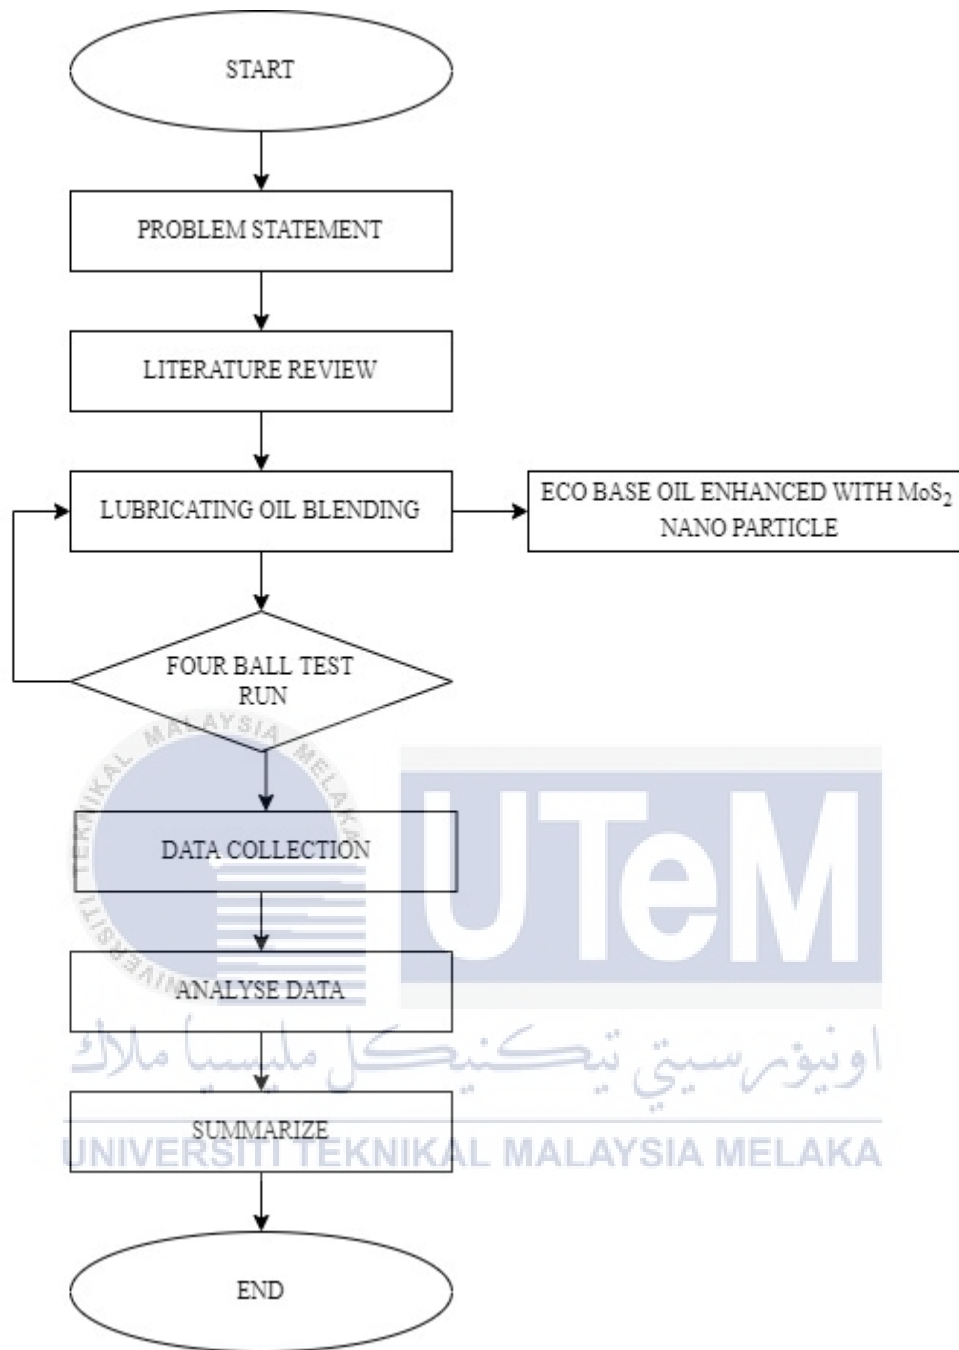 START
PROBLEM STATEMENT
LITERATURE REVIEW
LUBRICATING OIL BLENDING
ECO BASE OIL ENHANCED WITH MoS₂
NANO PARTICLE
FOUR BALL TEST
RUN
UNIVERSITI TEKNIKAL MALAYSIA MELAKA
UTeM
DATA COLLECTION
ANALYSE DATA
اونيۏرسيتي تيكنيكل مليسيا ملاك
SUMMARIZE
UNIVERSITI TEKNIKAL MALAYSIA MELAKA
END